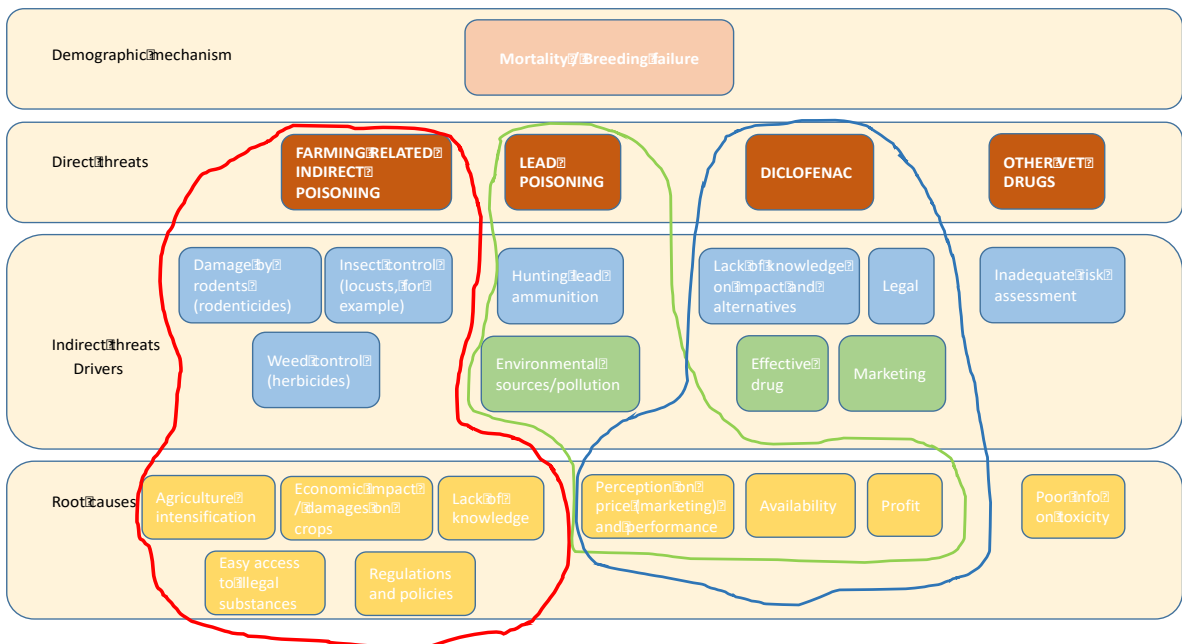 Demographic mechanism
Mortality / Breeding failure
Direct threats
FARMING RELATED
INDIRECT
POISONING
LEAD
POISONING
DICLOFENAC
OTHER VET
DRUGS
Indirect threats
Drivers
Damage by
rodents
(rodenticides)
Insect control
(locusts, for
example)
Weed control
(herbicides)
Hunting lead
ammunition
Environmental
sources/pollution
Lack of knowledge
on impact and
alternatives
Legal
Effective
drug
Marketing
Inadequate risk
assessment
Root causes
Agriculture
intensification
Economic impact
/ damages on
crops
Lack of
knowledge
Easy access
to illegal
substances
Regulations
and policies
Perception on
price (marketing)
and performance
Availability
Profit
Poor info
on toxicity